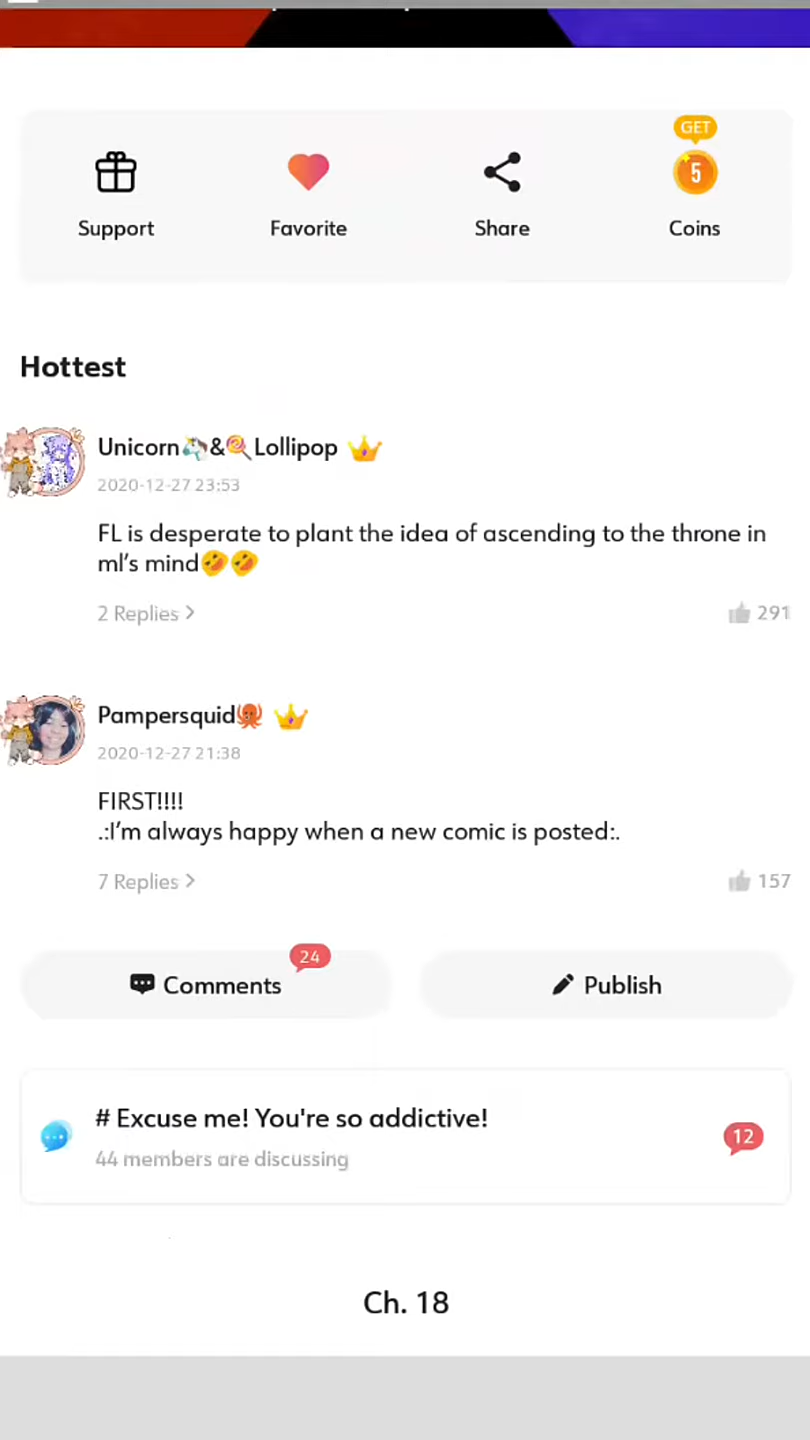 GET
5
Support
Favorite
Share
Coins
Hottest
Unicorn🦄&🍭Lollipop
2020-12-27 23:53
FL is desperate to plant the idea of ascending to the throne in
ml's mind🤣🤣
2 Replies >
291
Pampersquid🐙
2020-12-27 21:38
FIRST!!!!
.:I'm always happy when a new comic is posted:.
7 Replies >
157
24
Comments
Publish
# Excuse me! You're so addictive!
44 members are discussing
12
Ch. 18